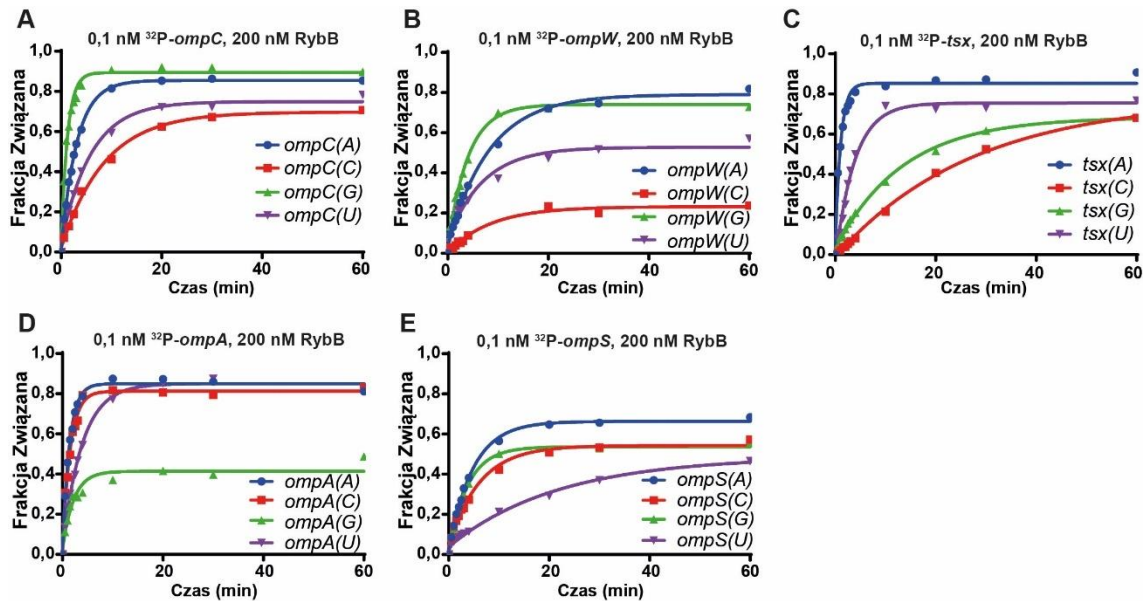 A
0,1 nM ³²P-ompC, 200 nM RybB
Frakcja Związana
1,0
0,8
0,6
0,4
0,2
0,0
ompC(A)
ompC(C)
ompC(G)
ompC(U)
0 20 40 60
Czas (min)
B
0,1 nM ³²P-ompW, 200 nM RybB
Frakcja Związana
1,0
0,8
0,6
0,4
0,2
0,0
ompW(A)
ompW(C)
ompW(G)
ompW(U)
0 20 40 60
Czas (min)
C
0,1 nM ³²P-tsx, 200 nM RybB
Frakcja Związana
1,0
0,8
0,6
0,4
0,2
0,0
tsx(A)
tsx(C)
tsx(G)
tsx(U)
0 20 40 60
Czas (min)
D
0,1 nM ³²P-ompA, 200 nM RybB
Frakcja Związana
1,0
0,8
0,6
0,4
0,2
0,0
ompA(A)
ompA(C)
ompA(G)
ompA(U)
0 20 40 60
Czas (min)
E
0,1 nM ³²P-ompS, 200 nM RybB
Frakcja Związana
1,0
0,8
0,6
0,4
0,2
0,0
ompS(A)
ompS(C)
ompS(G)
ompS(U)
0 20 40 60
Czas (min)